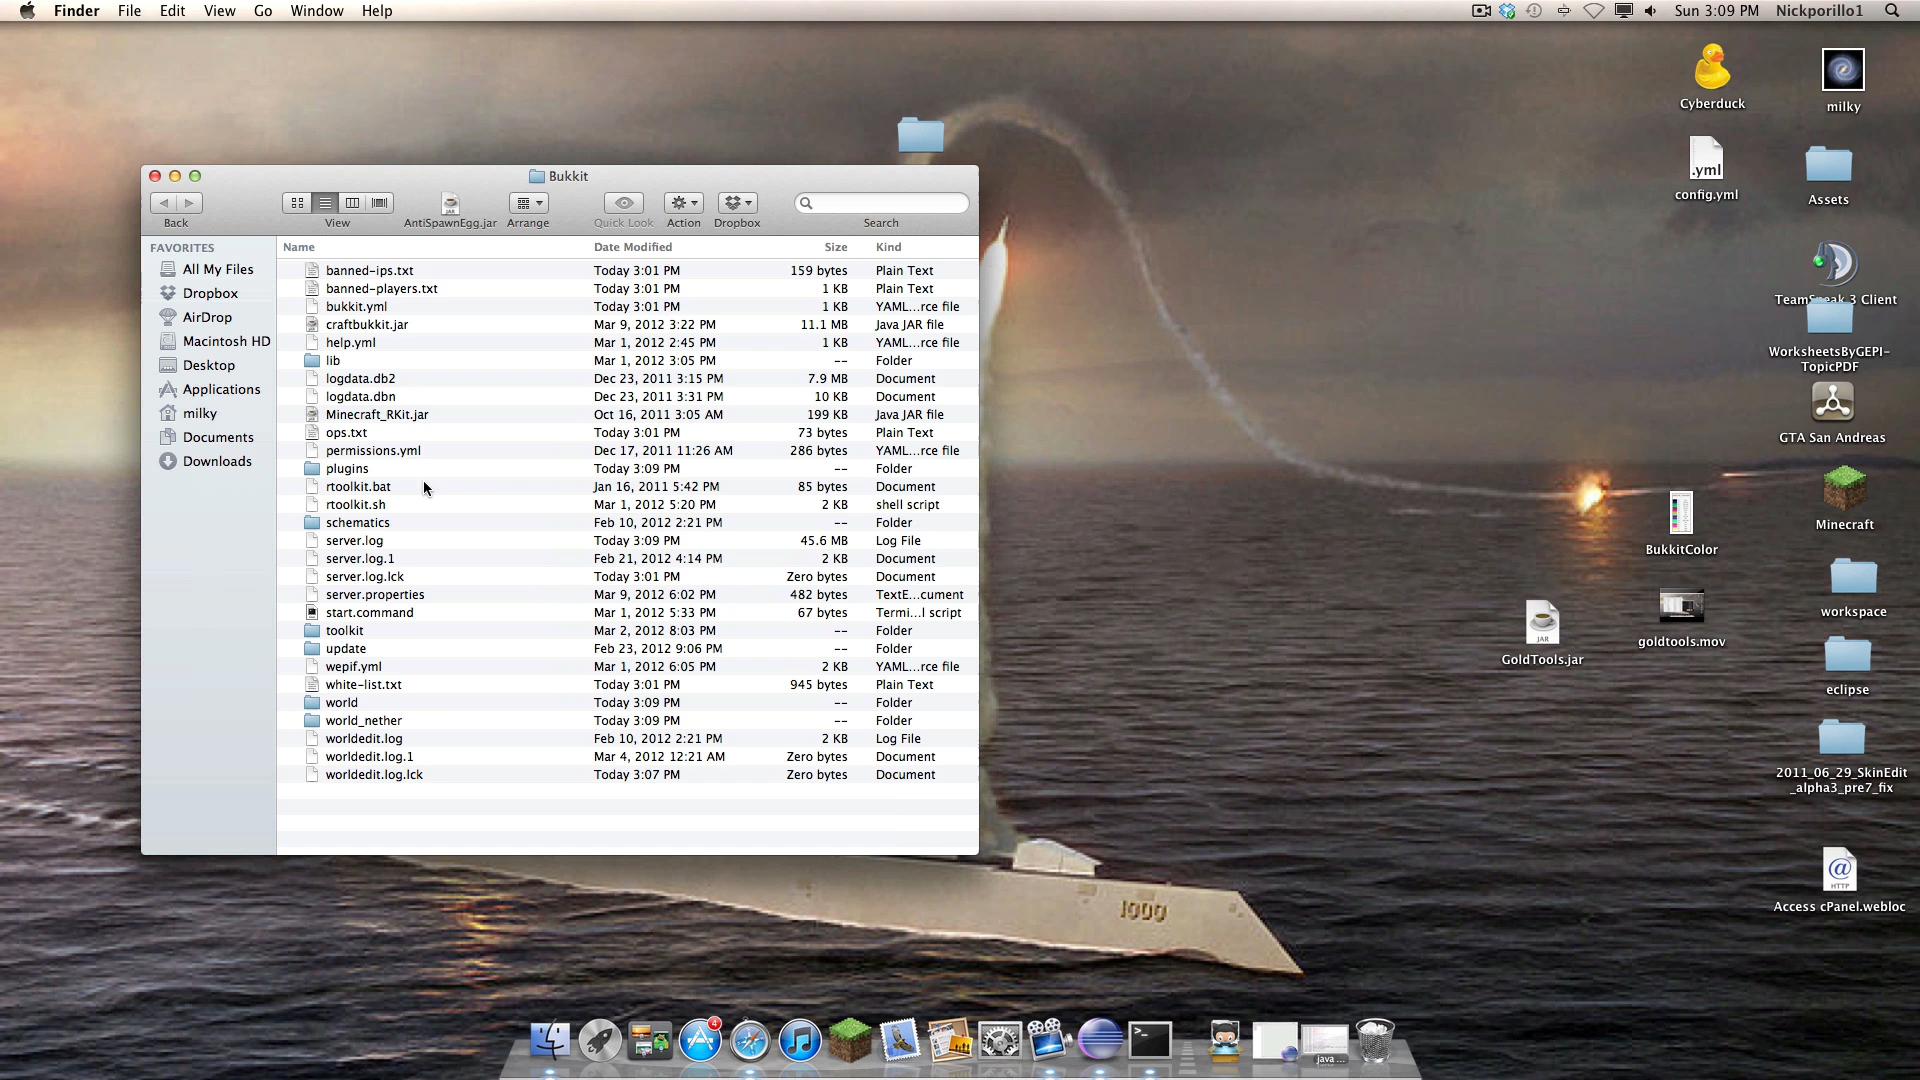 Finder File Edit View Go Window Help Sun 3:09 PM Nickporillo1
Bukkit
Back View AntiSpawnEgg.jar Arrange Quick Look Action Dropbox Search
FAVORITES
All My Files
Dropbox
AirDrop
Macintosh HD
Desktop
Applications
milky
Documents
Downloads
Name Date Modified Size Kind
banned-ips.txt Today 3:01 PM 159 bytes Plain Text
banned-players.txt Today 3:01 PM 1 KB Plain Text
bukkit.yml Today 3:01 PM 1 KB YAML...rce file
craftbukkit.jar Mar 9, 2012 3:22 PM 11.1 MB Java JAR file
help.yml Mar 1, 2012 2:45 PM 1 KB YAML...rce file
lib Mar 1, 2012 3:05 PM -- Folder
logdata.db2 Dec 23, 2011 3:15 PM 7.9 MB Document
logdata.dbn Dec 23, 2011 3:31 PM 10 KB Document
Minecraft_RKit.jar Oct 16, 2011 3:05 AM 199 KB Java JAR file
ops.txt Today 3:01 PM 73 bytes Plain Text
permissions.yml Dec 17, 2011 11:26 AM 286 bytes YAML...rce file
plugins Today 3:09 PM -- Folder
rtoolkit.bat Jan 16, 2011 5:42 PM 85 bytes Document
rtoolkit.sh Mar 1, 2012 5:20 PM 2 KB shell script
schematics Feb 10, 2012 2:21 PM -- Folder
server.log Today 3:09 PM 45.6 MB Log File
server.log.1 Feb 21, 2012 4:14 PM 2 KB Document
server.log.lck Today 3:01 PM Zero bytes Document
server.properties Mar 9, 2012 6:02 PM 482 bytes TextE...cument
start.command Mar 1, 2012 5:33 PM 67 bytes Termi...l script
toolkit Mar 2, 2012 8:03 PM -- Folder
update Feb 23, 2012 9:06 PM -- Folder
wepif.yml Mar 1, 2012 6:05 PM 2 KB YAML...rce file
white-list.txt Today 3:01 PM 945 bytes Plain Text
world Today 3:09 PM -- Folder
world_nether Today 3:09 PM -- Folder
worldedit.log Feb 10, 2012 2:21 PM 2 KB Log File
worldedit.log.1 Mar 4, 2012 12:21 AM Zero bytes Document
worldedit.log.lck Today 3:07 PM Zero bytes Document
Cyberduck
milky
.yml
config.yml
Assets
TeamSpeak 3 Client
WorksheetsByGEPI-
TopicPDF
GTA San Andreas
Minecraft
BukkitColor
workspace
JAR
GoldTools.jar
goldtools.mov
eclipse
2011_06_29_SkinEdit
_alpha3_pre7_fix
HTTP
Access cPanel.webloc
1000
4
java ...